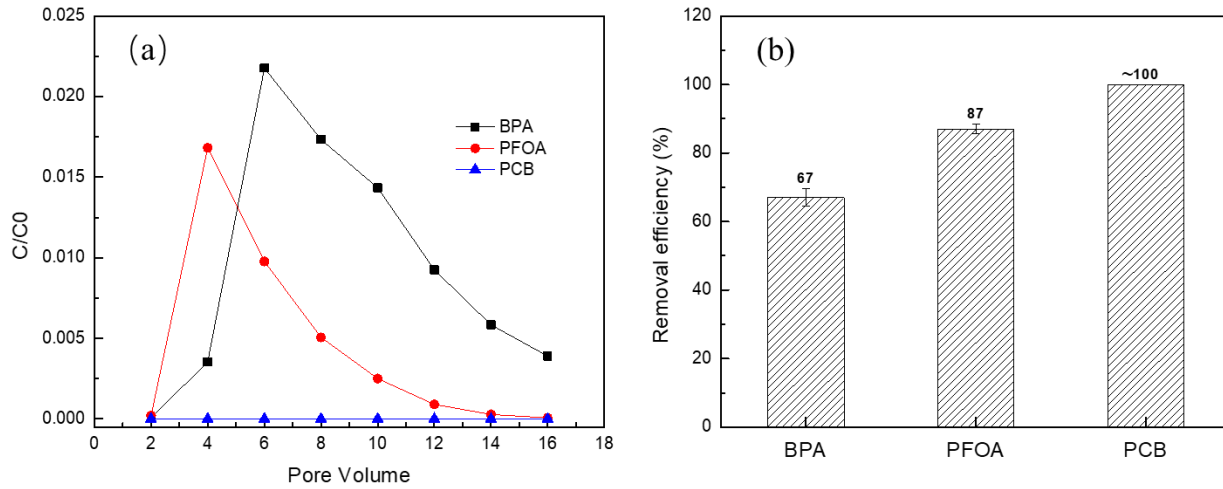 (a)
0.025
0.020
0.015
0.010
0.005
0.000
C/C0
BPA
PFOA
PCB
0 2 4 6 8 10 12 14 16 18
Pore Volume
(b)
120
100
80
60
40
20
0
Removal efficiency (%)
67
87
~100
BPA PFOA PCB